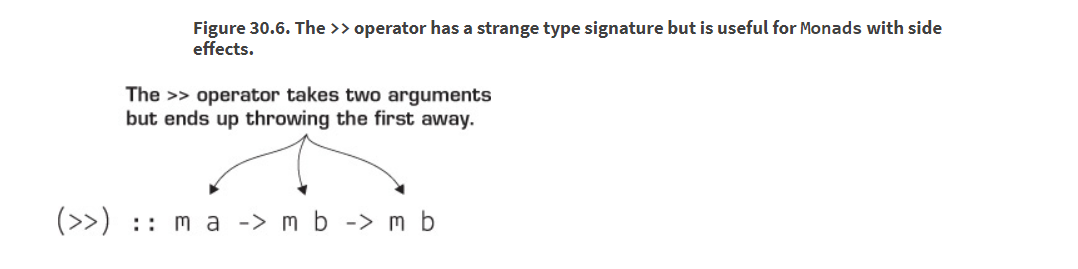 Figure 30.6. The >> operator has a strange type signature but is useful for Monads with side
effects.
The >> operator takes two arguments
but ends up throwing the first away.
(>>) :: m a -> m b -> m b